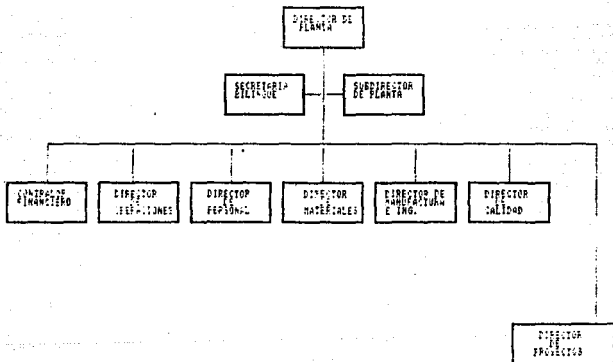 DIRECTOR DE
PLANTA
SECRETARIA
BILINGUE
SUBDIRECTOR
DE PLANTA
CONTRALOR
FINANCIERO
DIRECTOR
DE
OPERACIONES
DIRECTOR
DE
PERSONAL
DIRECTOR
DE
MATERIALES
DIRECTOR DE
MANUFACTURA
E ING.
DIRECTOR
DE
CALIDAD
DIRECTOR
DE
PROYECTOS